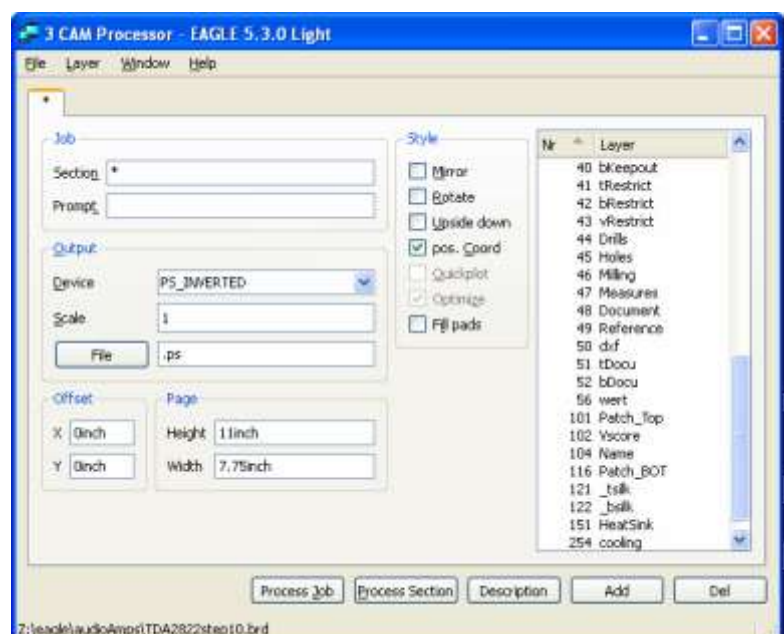 3 CAM Processor - EAGLE 5.3.0 Light
File Layer Window Help
*
Job
Section *
Prompt
Output
Device PS_INVERTED
Scale 1
File .ps
Offset
X 0inch
Y 0inch
Page
Height 11inch
Width 7.75inch
Style
Mirror
Rotate
Upside down
pos. Coord
Quickplot
Optimize
Fill pads
Nr Layer
40 bKeepout
41 tRestrict
42 bRestrict
43 vRestrict
44 Drills
45 Holes
46 Milling
47 Measures
48 Document
49 Reference
50 dxf
51 tDocu
52 bDocu
56 wert
101 Patch_Top
102 Vscore
104 Name
116 Patch_BOT
121 _tsilk
122 _bsilk
151 HeatSink
254 cooling
Process Job Process Section Description Add Del
Z:\eagle\audioAmps\TDA2822step10.brd